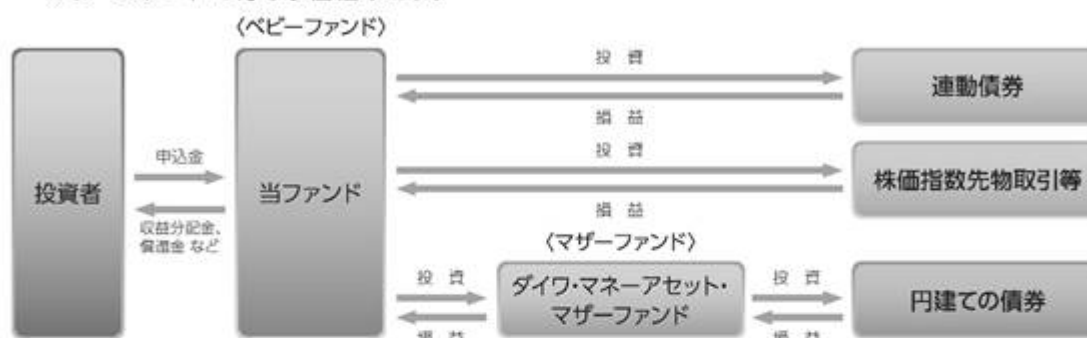 〈ベビーファンド〉
投資者
申込金
収益分配金、
償還金 など
当ファンド
投 資
損 益
連動債券
投 資
損 益
株価指数先物取引等
〈マザーファンド〉
投 資
損 益
ダイワ・マネーアセット・
マザーファンド
投 資
損 益
円建ての債券